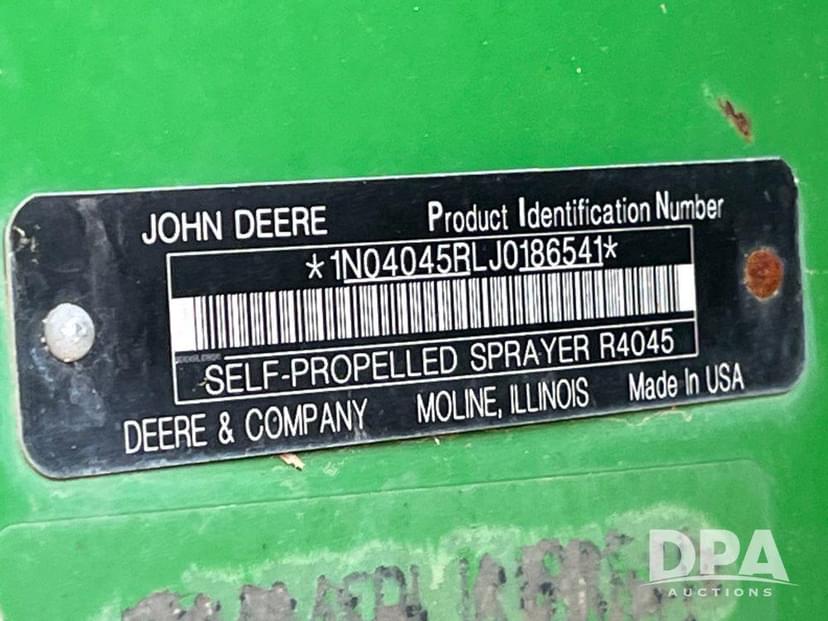 JOHN DEERE
Product Identification Number
*1N04045RLJ0186541*
SELF-PROPELLED SPRAYER R4045
DEERE & COMPANY MOLINE, ILLINOIS Made In USA
DPA
AUCTIONS